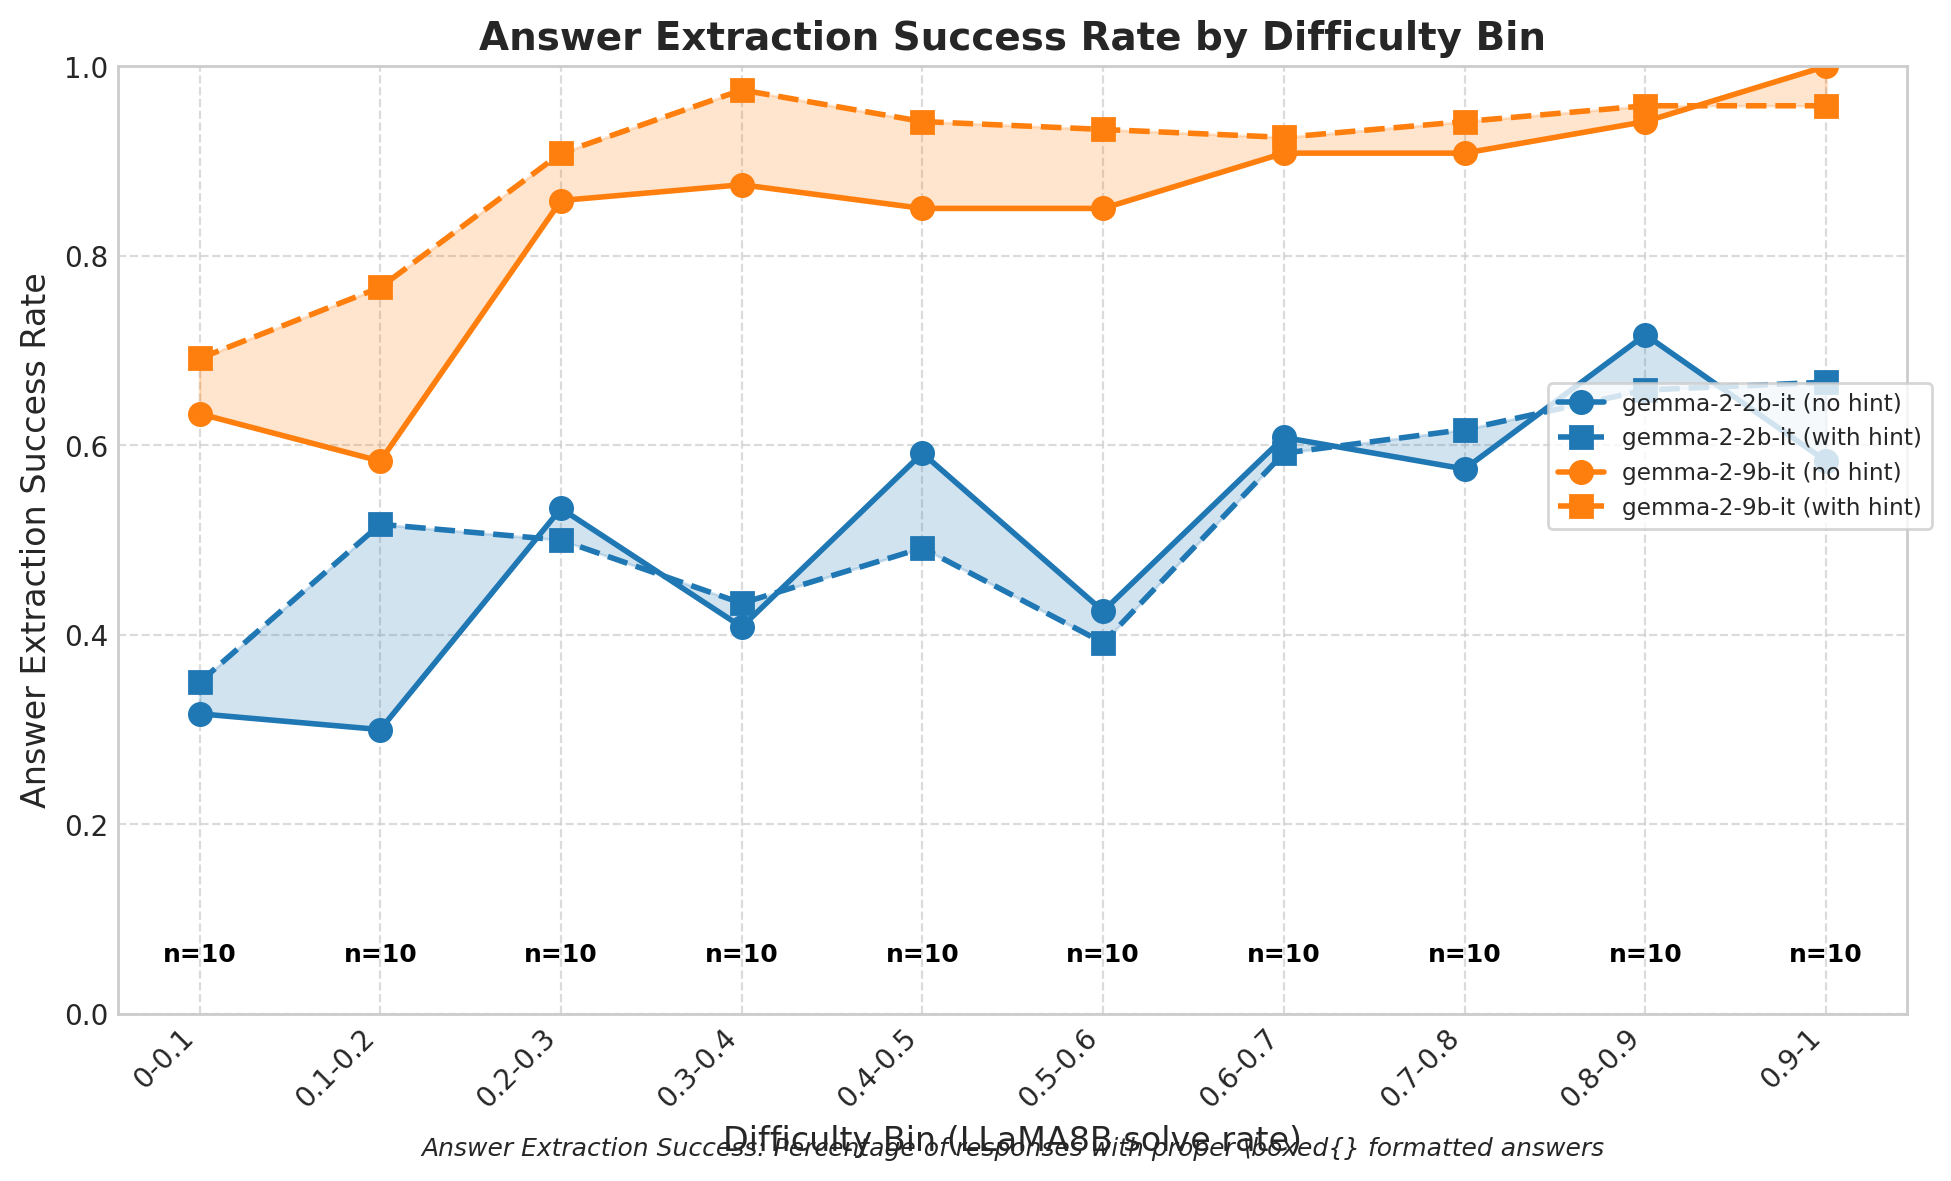 Answer Extraction Success Rate by Difficulty Bin
Answer Extraction Success Rate
1.0
0.8
0.6
0.4
0.2
0.0
gemma-2-2b-it (no hint)
gemma-2-2b-it (with hint)
gemma-2-9b-it (no hint)
gemma-2-9b-it (with hint)
n=10 n=10 n=10 n=10 n=10 n=10 n=10 n=10 n=10 n=10
0-0.1 0.1-0.2 0.2-0.3 0.3-0.4 0.4-0.5 0.5-0.6 0.6-0.7 0.7-0.8 0.8-0.9 0.9-1
Difficulty Bin (LLaMA8B solve rate)
Answer Extraction Success: Percentage of responses with proper \boxed{} formatted answers